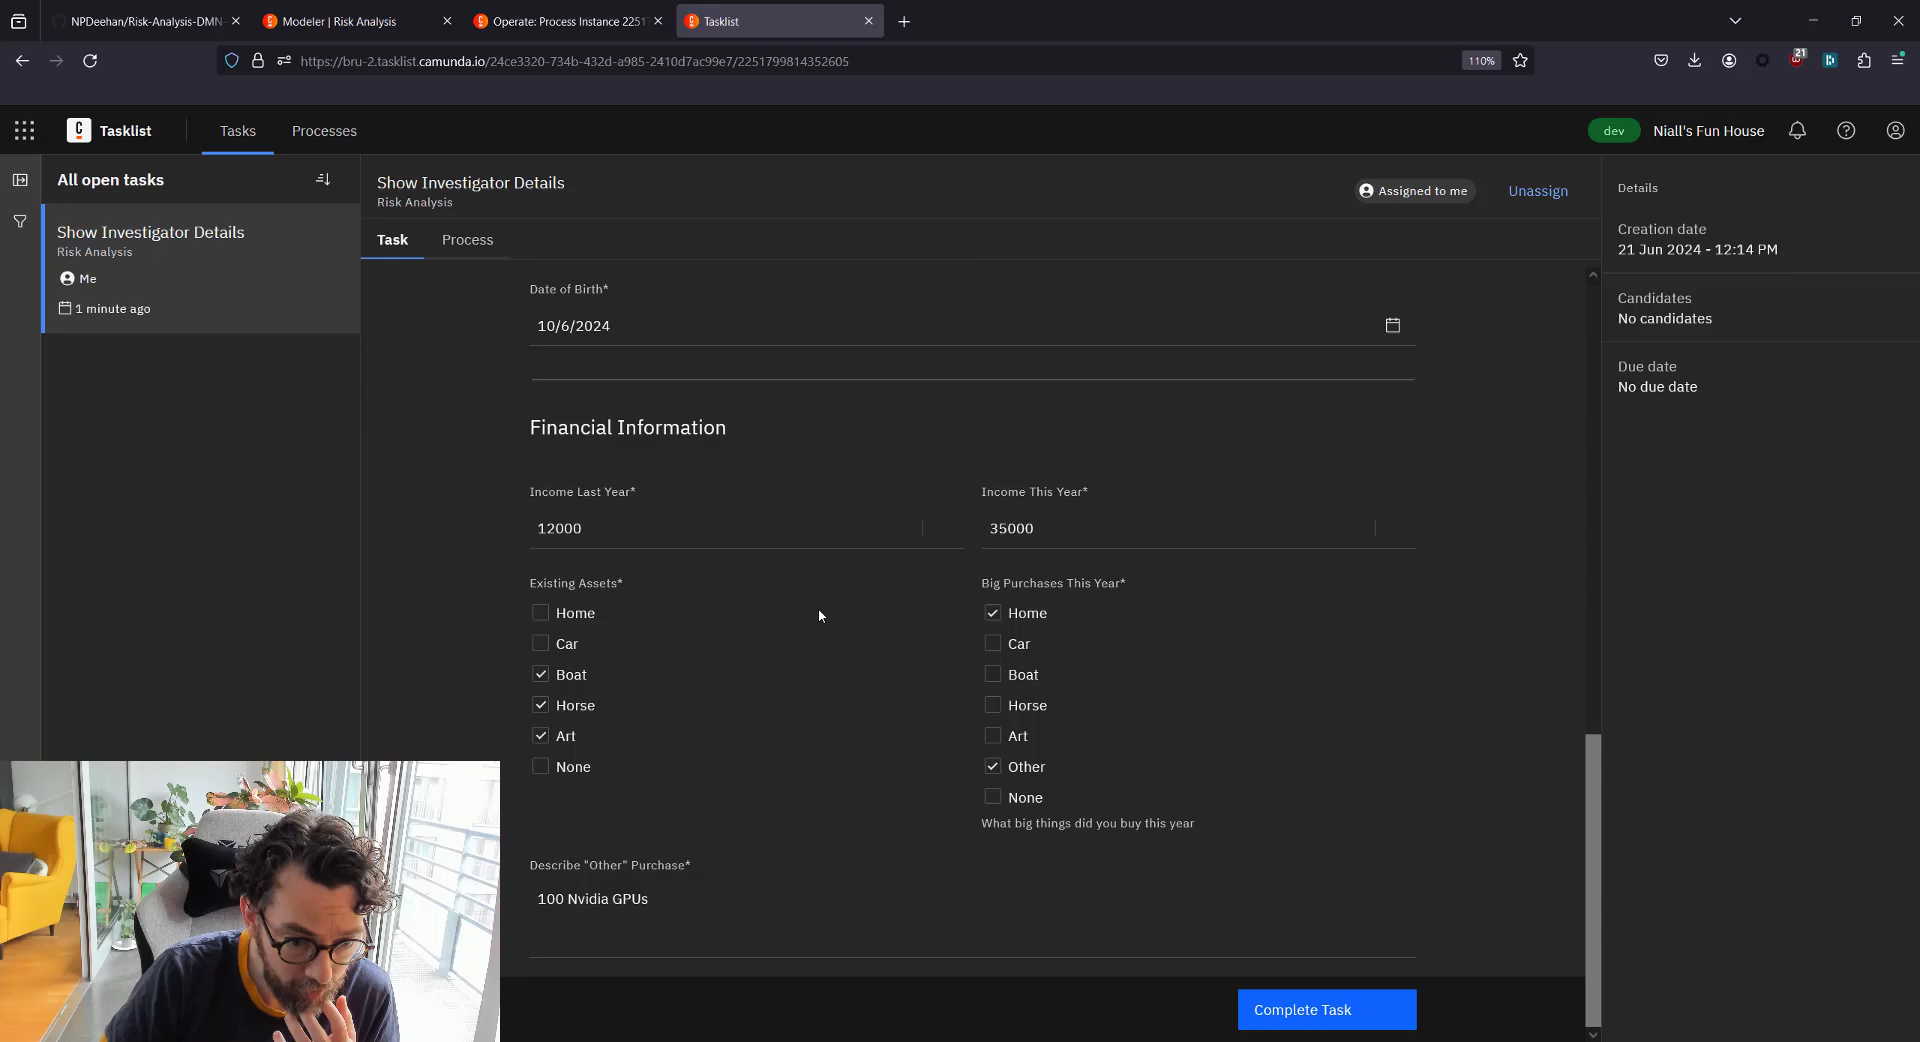 NPDeehan/Risk-Analysis-DMN-
Modeler | Risk Analysis
Operate: Process Instance 2251
Tasklist
https://bru-2.tasklist.camunda.io/24ce3320-734b-432d-a985-2410d7ac99e7/2251799814352605
110%
21
Tasklist
Tasks
Processes
dev
Niall's Fun House
All open tasks
Show Investigator Details
Risk Analysis
Me
1 minute ago
Show Investigator Details
Risk Analysis
Assigned to me
Unassign
Task
Process
Date of Birth*
10/6/2024
Financial Information
Income Last Year*
12000
Income This Year*
35000
Existing Assets*
Home
Car
Boat
Horse
Art
None
Big Purchases This Year*
Home
Car
Boat
Horse
Art
Other
None
What big things did you buy this year
Describe "Other" Purchase*
100 Nvidia GPUs
Complete Task
Details
Creation date
21 Jun 2024 - 12:14 PM
Candidates
No candidates
Due date
No due date